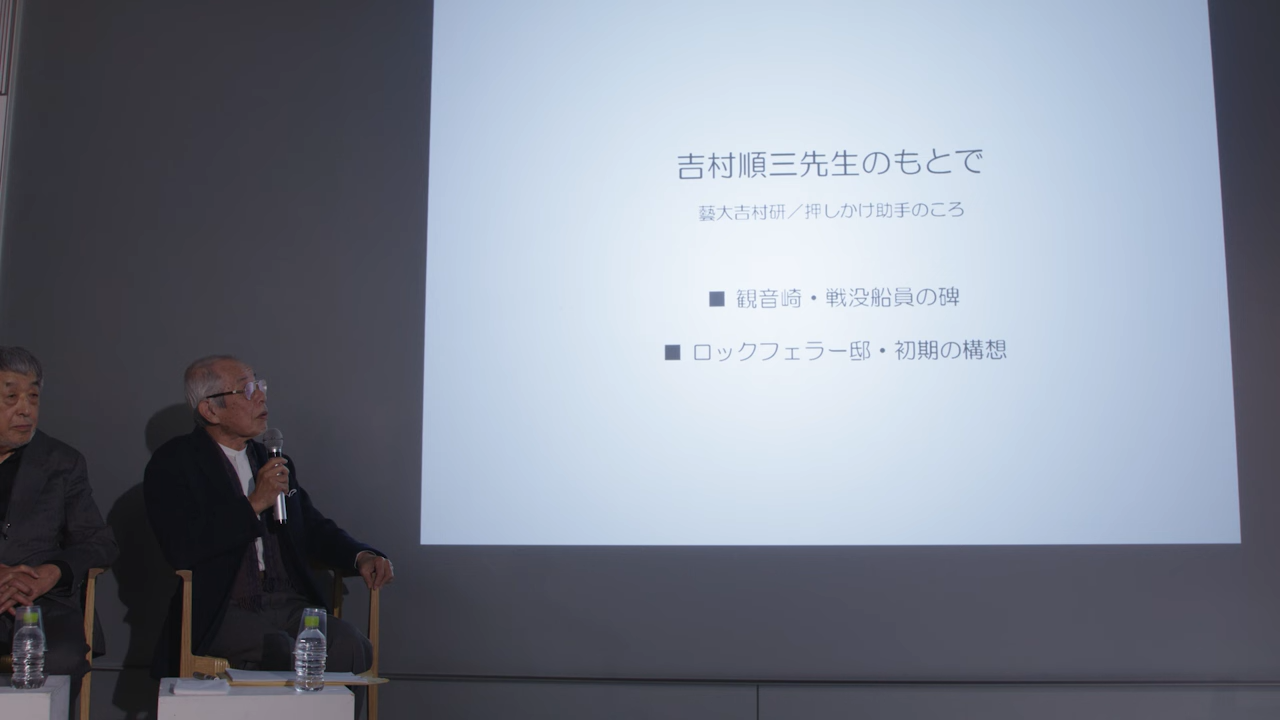 吉村順三先生のもとで
藝大吉村研／押しかけ助手のころ
■ 観音崎・戦没船員の碑
■ ロックフェラー邸・初期の構想